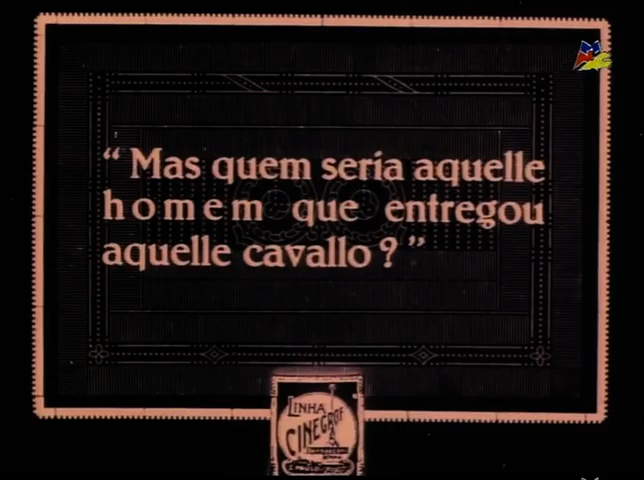 “ Mas quem seria aquelle
homem que entregou
aquelle cavallo ? ”
LINHA
CINEGRAF